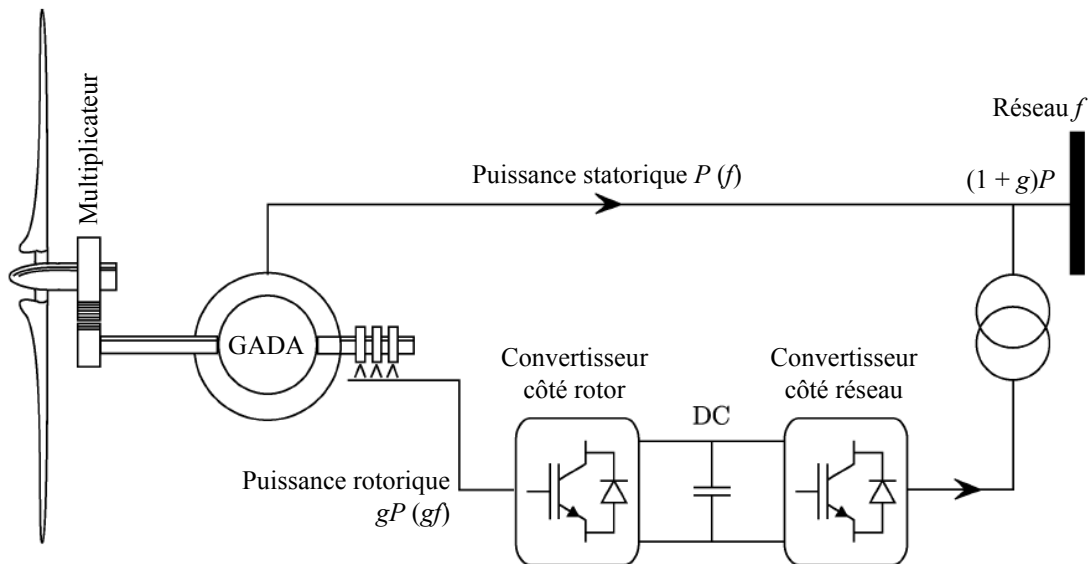 Multiplicateur
Réseau f
Puissance statorique P (f)
(1 + g)P
GADA
Convertisseur
côté rotor
Convertisseur
côté réseau
DC
Puissance rotorique
gP (gf)